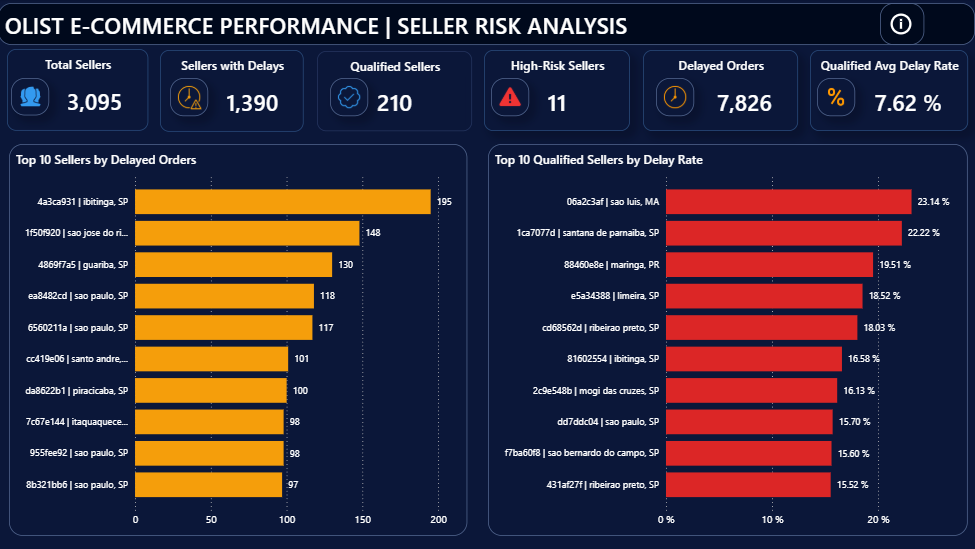 OLIST E-COMMERCE PERFORMANCE | SELLER RISK ANALYSIS
Total Sellers
3,095
Sellers with Delays
1,390
Qualified Sellers
210
High-Risk Sellers
11
Delayed Orders
7,826
Qualified Avg Delay Rate
%
7.62 %
Top 10 Sellers by Delayed Orders
4a3ca931 | ibitinga, SP 195
1f50f920 | sao jose do ri... 148
4869f7a5 | guariba, SP 130
ea8482cd | sao paulo, SP 118
6560211a | sao paulo, SP 117
cc419e06 | santo andre,... 101
da8622b1 | piracicaba, SP 100
7c67e144 | itaquaquece... 98
955fee92 | sao paulo, SP 98
8b321bb6 | sao paulo, SP 97
0 50 100 150 200
Top 10 Qualified Sellers by Delay Rate
06a2c3af | sao luis, MA 23.14 %
1ca7077d | santana de parnaiba, SP 22.22 %
88460e8e | maringa, PR 19.51 %
e5a34388 | limeira, SP 18.52 %
cd68562d | ribeirao preto, SP 18.03 %
81602554 | ibitinga, SP 16.58 %
2c9e548b | mogi das cruzes, SP 16.13 %
dd7ddc04 | sao paulo, SP 15.70 %
f7ba60f8 | sao bernardo do campo, SP 15.60 %
431af27f | ribeirao preto, SP 15.52 %
0 % 10 % 20 %